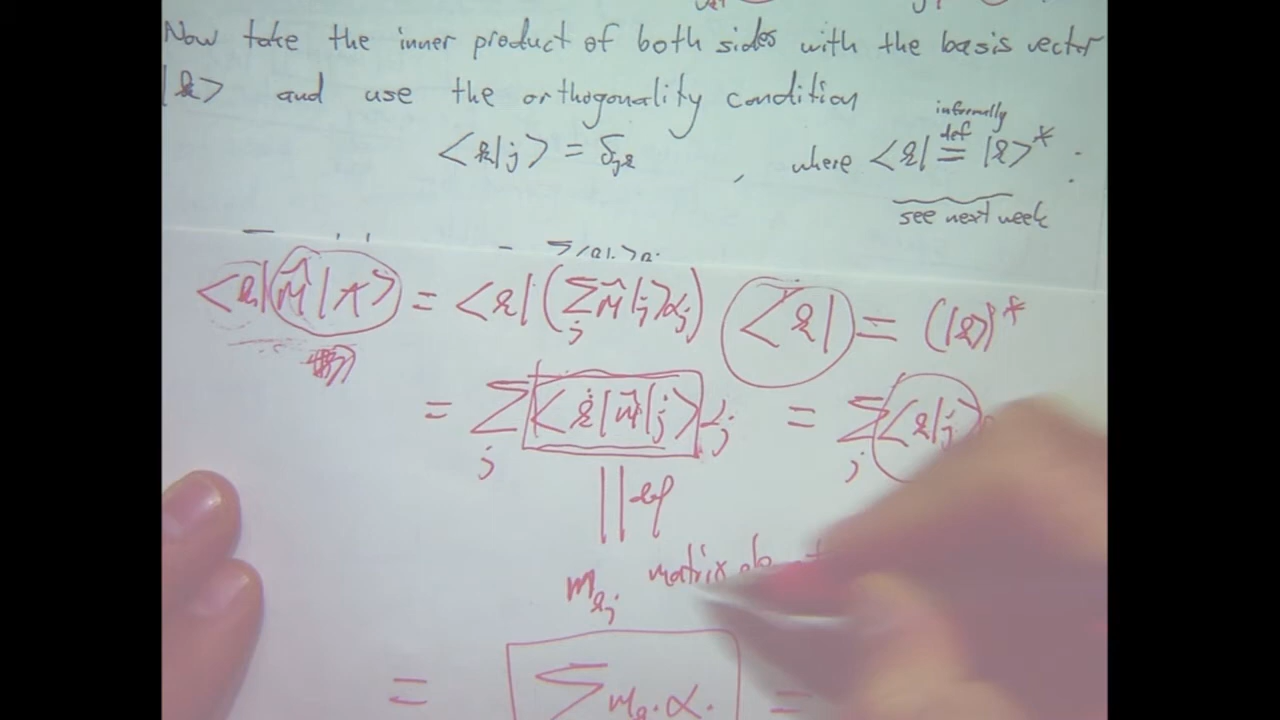 Now take the inner product of both sides with the basis vector
|k> and use the orthogonality condition
informally
<k|j> = δjk , where <k| def= |k>* :
see next week
<k|M̂|π> = <k|(∑j M̂|j>αj) <k| = (|k>)*
= ∑j <k|M̂|j>αj = ∑j <k|j>
|| def
mkj matrix
= ∑ mk α =